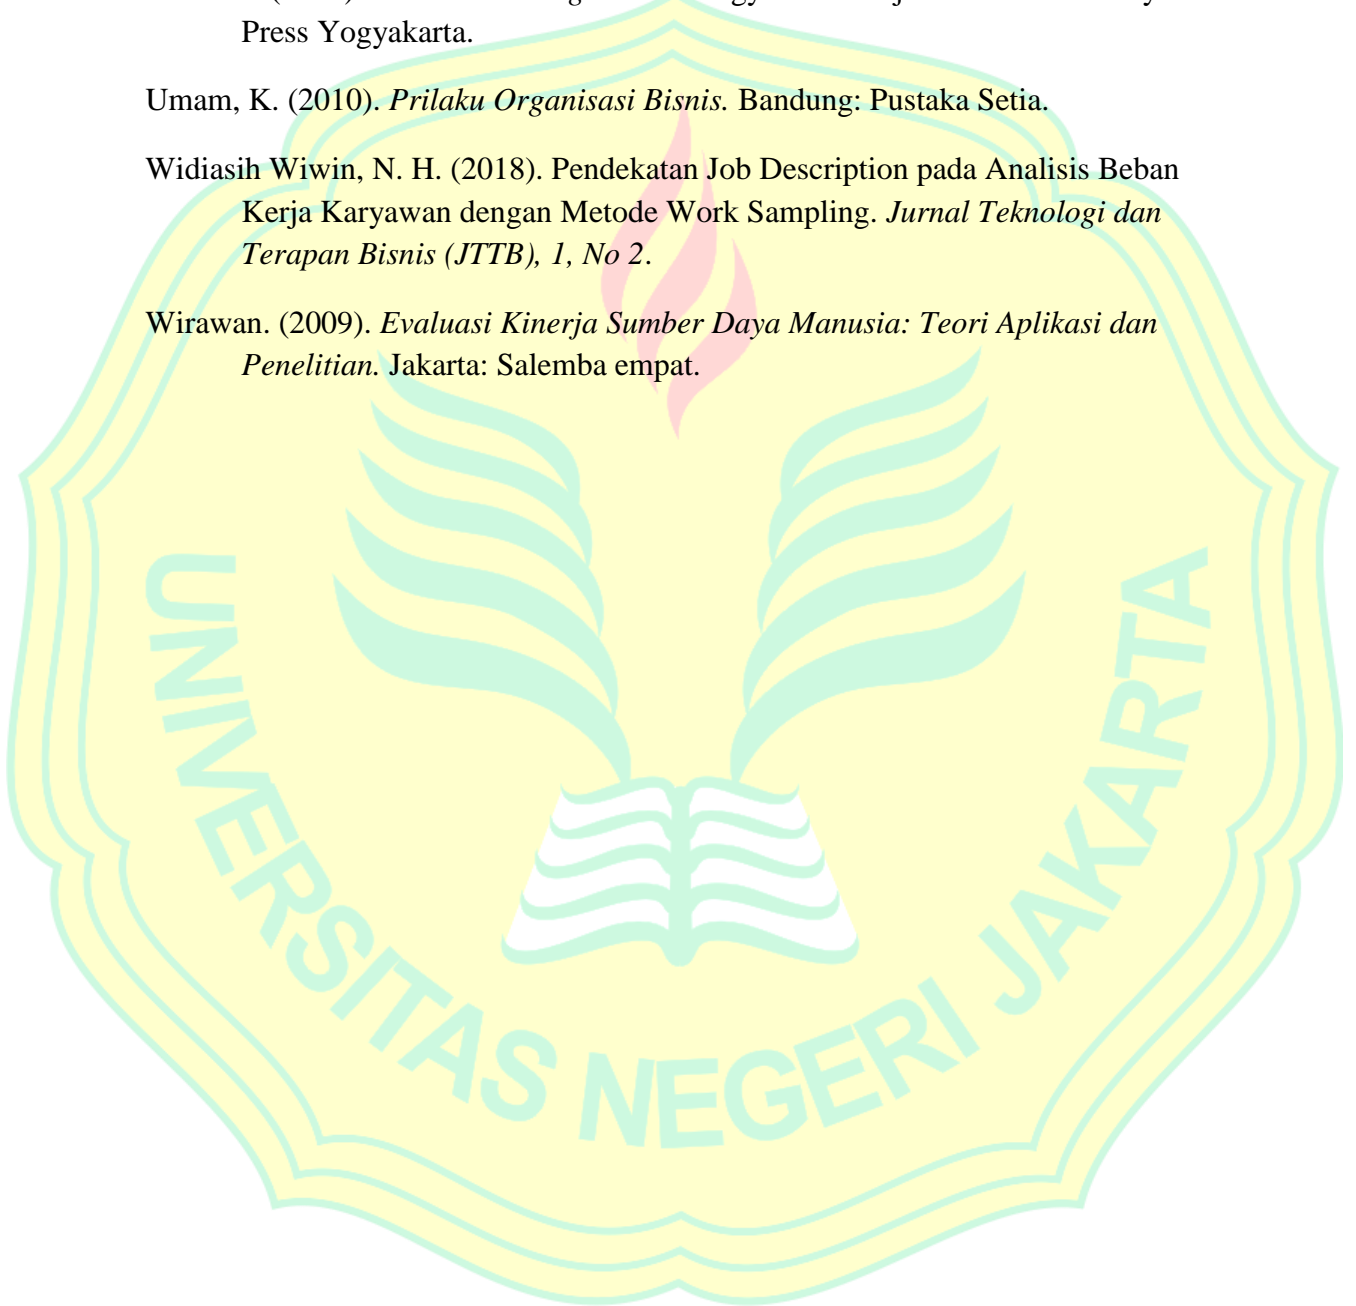 Press Yogyakarta.
Umam, K. (2010). Prilaku Organisasi Bisnis. Bandung: Pustaka Setia.
Widiasih Wiwin, N. H. (2018). Pendekatan Job Description pada Analisis Beban
Kerja Karyawan dengan Metode Work Sampling. Jurnal Teknologi dan
Terapan Bisnis (JTTB), 1, No 2.
Wirawan. (2009). Evaluasi Kinerja Sumber Daya Manusia: Teori Aplikasi dan
Penelitian. Jakarta: Salemba empat.
UNIVERSITAS NEGERI JAKARTA